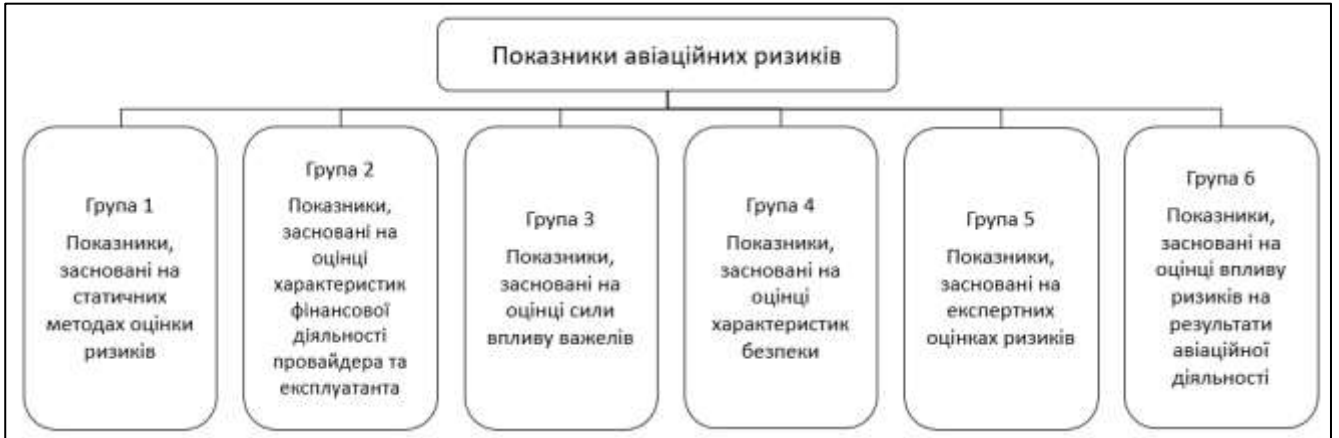 Показники авіаційних ризиків
Група 1
Показники,
засновані на
статичних
методах оцінки
ризиків
Група 2
Показники,
засновані на
оцінці
характеристик
фінансової
діяльності
провайдера та
експлуатанта
Група 3
Показники,
засновані на
оцінці сили
впливу важелів
Група 4
Показники,
засновані на
оцінці
характеристик
безпеки
Група 5
Показники,
засновані на
експертних
оцінках ризиків
Група 6
Показники,
засновані на
оцінці впливу
ризиків на
результати
авіаційної
діяльності